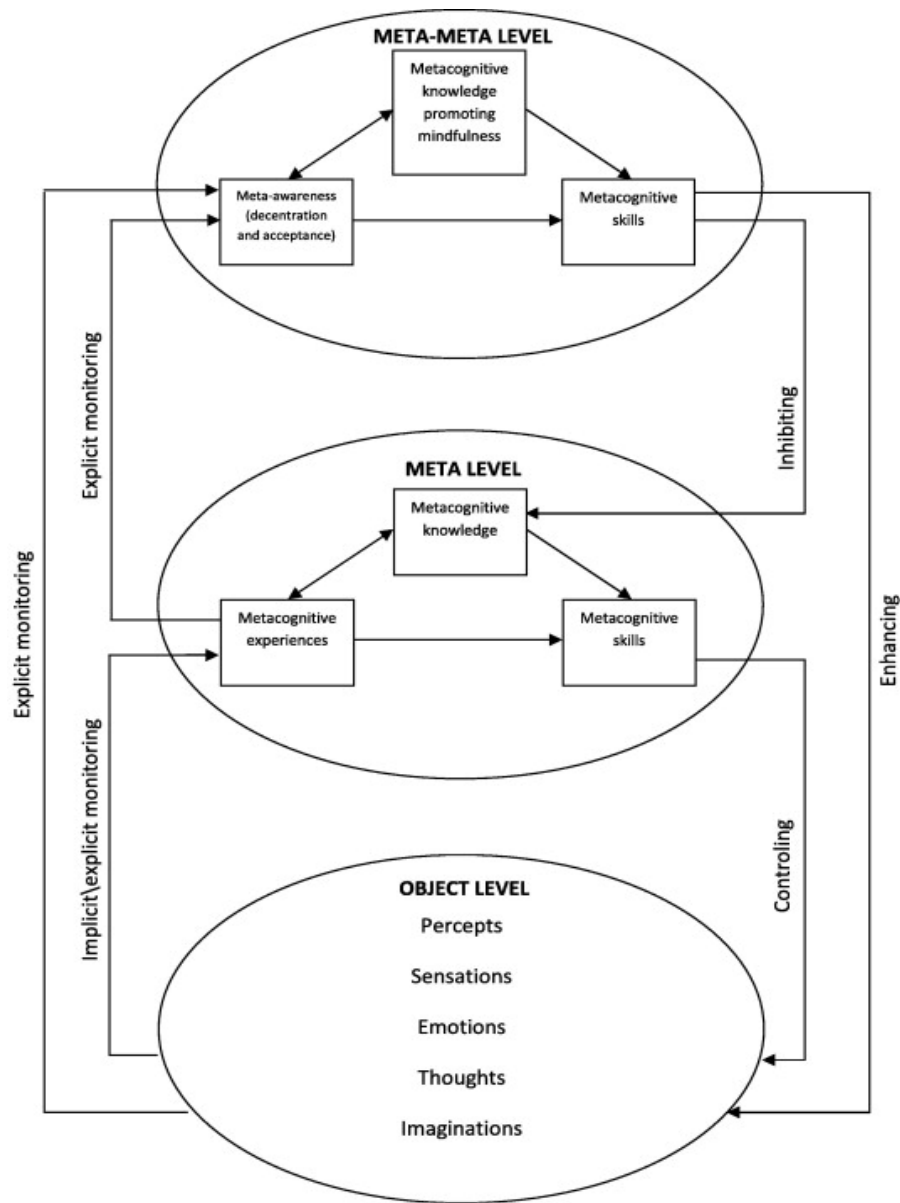 META-META LEVEL
Metacognitive
knowledge
promoting
mindfulness
Meta-awareness
(decentration
and acceptance)
Metacognitive
skills
Explicit monitoring
Explicit monitoring
Inhibiting
Enhancing
META LEVEL
Metacognitive
knowledge
Metacognitive
experiences
Metacognitive
skills
Implicit\explicit monitoring
Controling
OBJECT LEVEL
Percepts
Sensations
Emotions
Thoughts
Imaginations